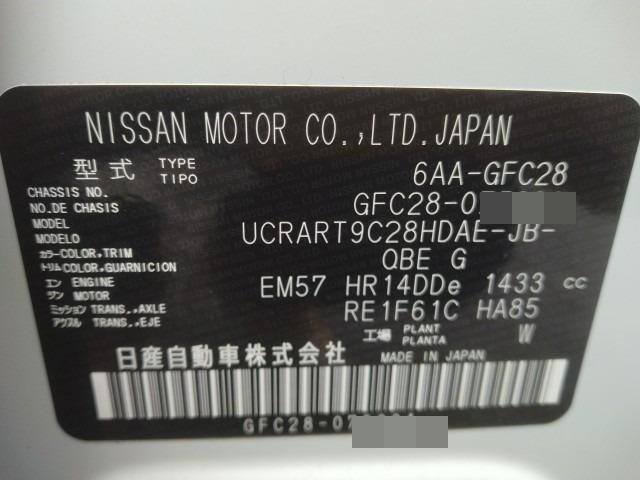 NISSAN MOTOR CO.,LTD.JAPAN
型式 TYPE TIPO 6AA-GFC28
CHASSIS NO.
NO.DE CHASIS GFC28-0
MODEL
MODELO UCRART9C28HDAE-JB-
カラー COLOR,TRIM
トリム COLOR,GUARNICION QBE G
エン ENGINE
ジン MOTOR EM57 HR14DDe 1433 cc
ミッション TRANS.,AXLE
アクスル TRANS.,EJE RE1F61C HA85
工場 PLANT PLANTA W
日産自動車株式会社 MADE IN JAPAN
GFC28-07